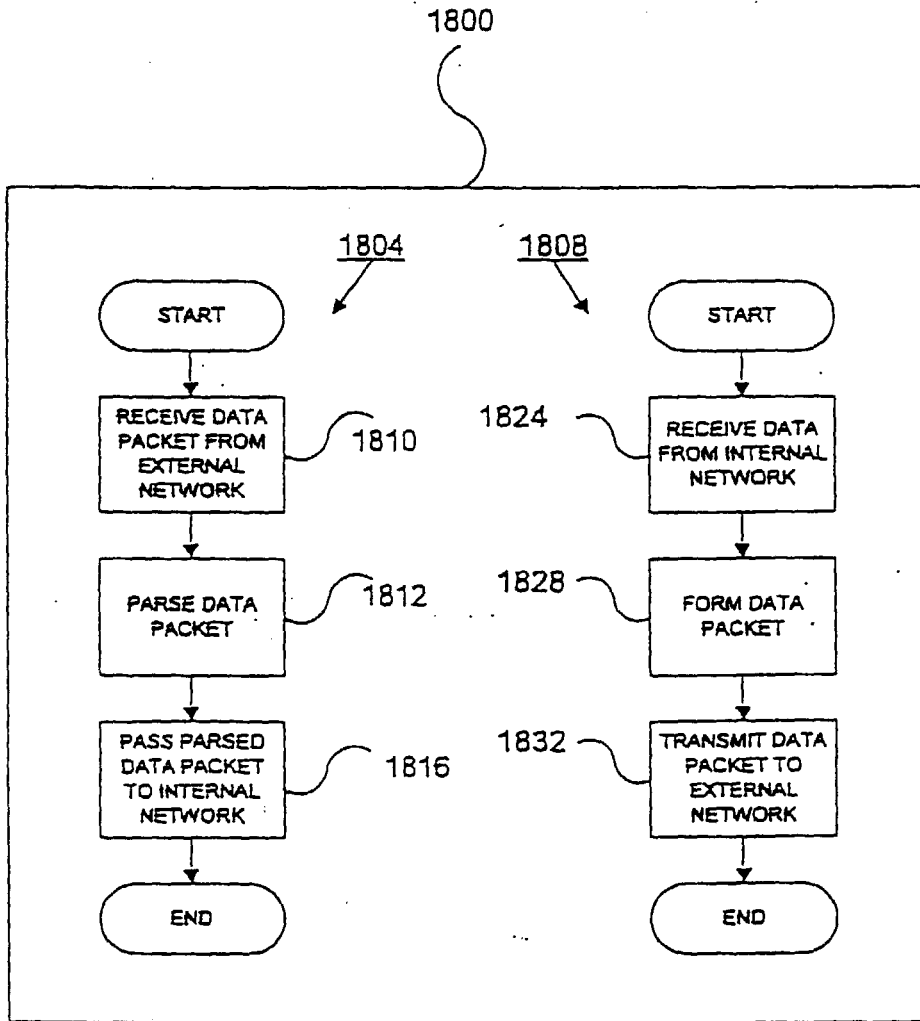 1800
1804
1808
START
RECEIVE DATA
PACKET FROM
EXTERNAL
NETWORK
1810
PARSE DATA
PACKET
1812
PASS PARSED
DATA PACKET
TO INTERNAL
NETWORK
1816
END
START
1824
RECEIVE DATA
FROM INTERNAL
NETWORK
1828
FORM DATA
PACKET
1832
TRANSMIT DATA
PACKET TO
EXTERNAL
NETWORK
END